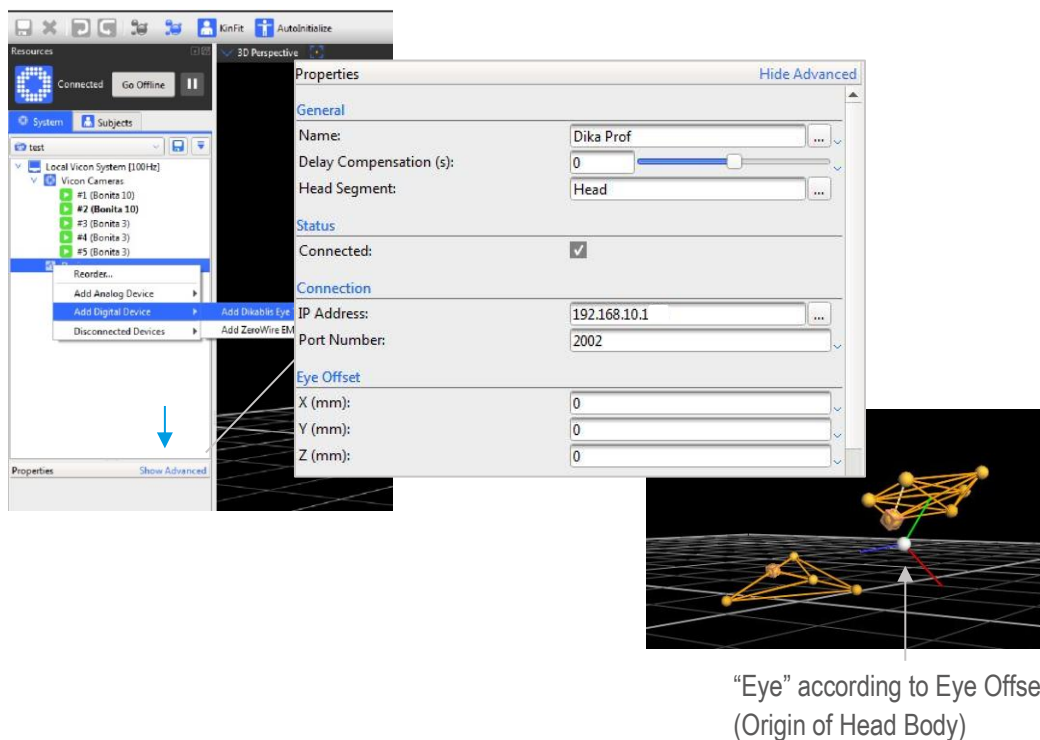 KinFit AutoInitialize
Resources
3D Perspective
Connected Go Offline
System Subjects
test
Local Vicon System [100Hz]
Vicon Cameras
#1 (Bonita 10)
#2 (Bonita 10)
#3 (Bonita 3)
#4 (Bonita 3)
#5 (Bonita 3)
Reorder...
Add Analog Device
Add Digital Device
Disconnected Devices
Add Dikablis Eye
Add ZeroWire EM
Properties Show Advanced
Properties Hide Advanced
General
Name: Dika Prof ...
Delay Compensation (s): 0
Head Segment: Head ...
Status
Connected:
Connection
IP Address: 192.168.10.1 ...
Port Number: 2002
Eye Offset
X (mm): 0
Y (mm): 0
Z (mm): 0
“Eye” according to Eye Offse
(Origin of Head Body)